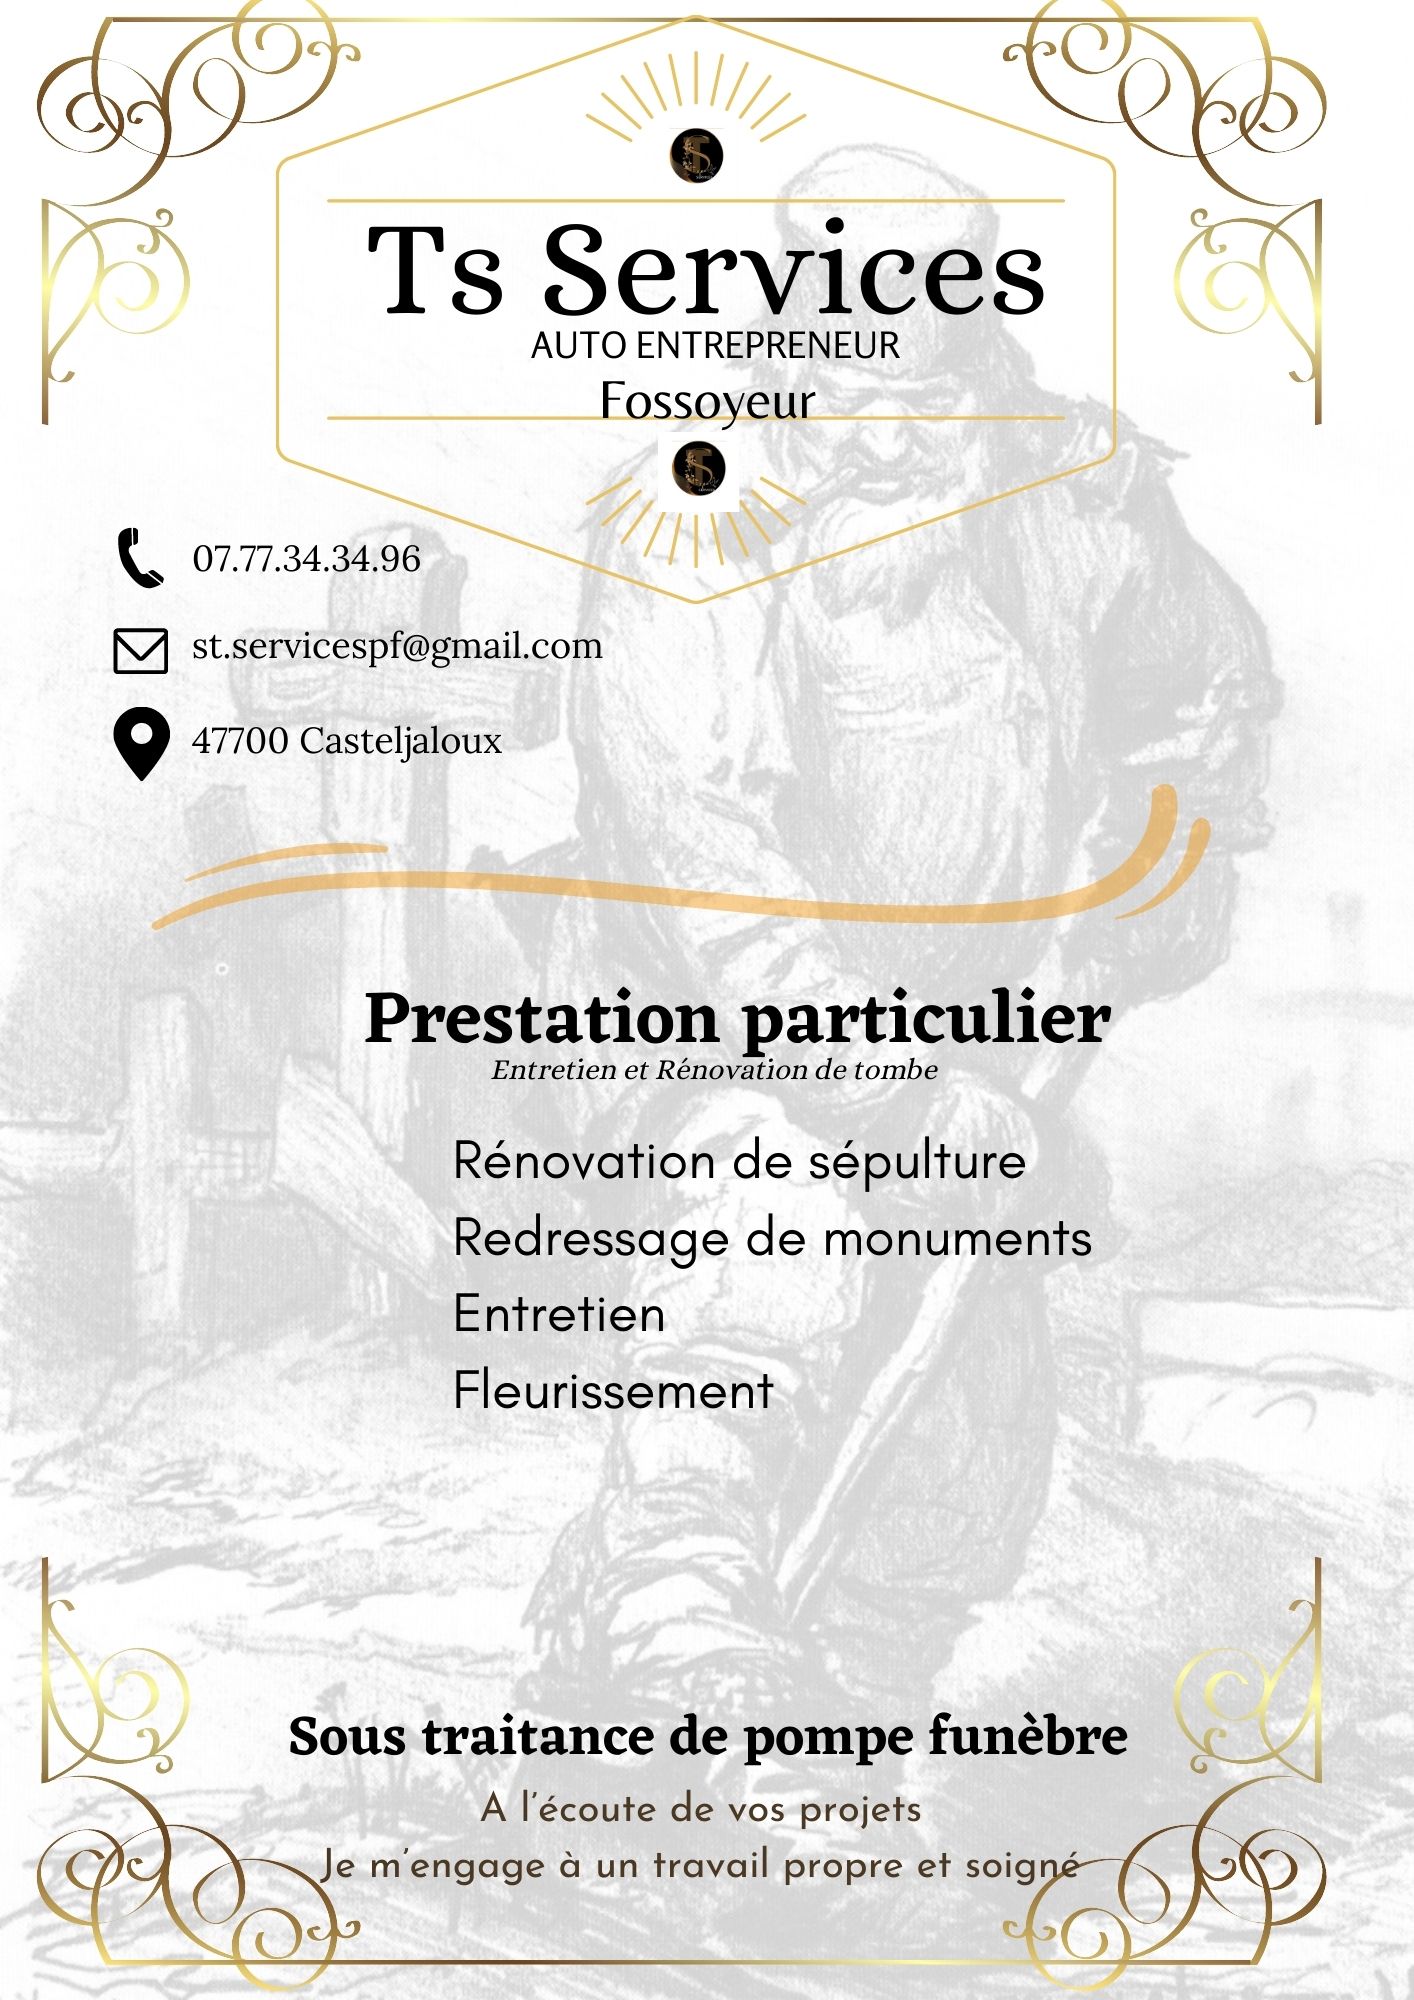 Ts Services
AUTO ENTREPRENEUR
Fossoyeur
07.77.34.34.96
st.servicespf@gmail.com
47700 Casteljaloux
Prestation particulier
Entretien et Rénovation de tombe
Rénovation de sépulture
Redressage de monuments
Entretien
Fleurissement
Sous traitance de pompe funèbre
A l'écoute de vos projets
Je m'engage à un travail propre et soigné